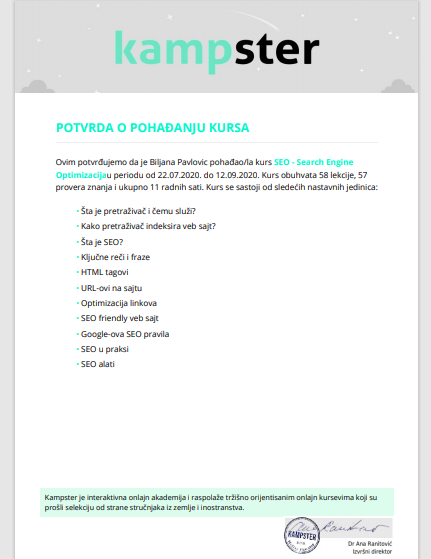 kampster
POTVRDA O POHAĐANJU KURSA
Ovim potvrđujemo da je Biljana Pavlovic pohađao/la kurs SEO - Search Engine
Optimizacijau periodu od 22.07.2020. do 12.09.2020. Kurs obuhvata 58 lekcije, 57
provera znanja i ukupno 11 radnih sati. Kurs se sastoji od sledećih nastavnih jedinica:
• Šta je pretraživač i čemu služi?
• Kako pretraživač indeksira veb sajt?
• Šta je SEO?
• Ključne reči i fraze
• HTML tagovi
• URL-ovi na sajtu
• Optimizacija linkova
• SEO friendly veb sajt
• Google-ova SEO pravila
• SEO u praksi
• SEO alati
Kampster je interaktivna onlajn akademija i raspolaže tržišno orijentisanim onlajn kursevima koji su
prošli selekciju od strane stručnjaka iz zemlje i inostranstva.
KAMPSTER
Dr Ana Ranitović
Izvršni direktor